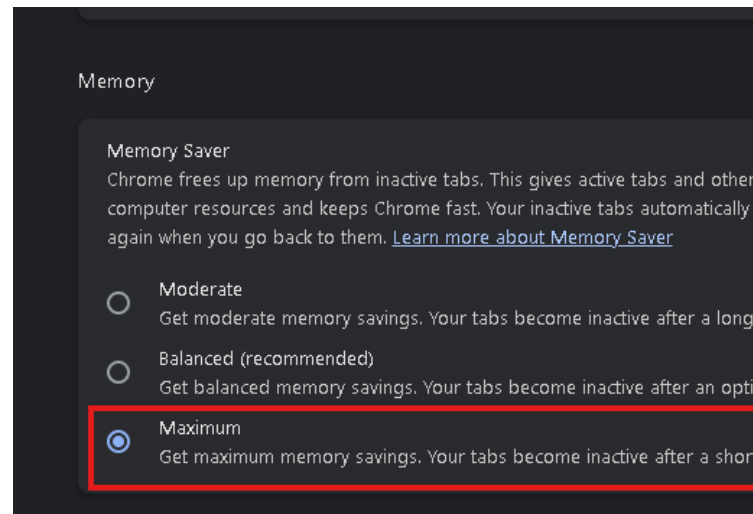 Memory
Memory Saver
Chrome frees up memory from inactive tabs. This gives active tabs and other
computer resources and keeps Chrome fast. Your inactive tabs automatically
again when you go back to them. Learn more about Memory Saver
Moderate
Get moderate memory savings. Your tabs become inactive after a long
Balanced (recommended)
Get balanced memory savings. Your tabs become inactive after an opti
Maximum
Get maximum memory savings. Your tabs become inactive after a shor